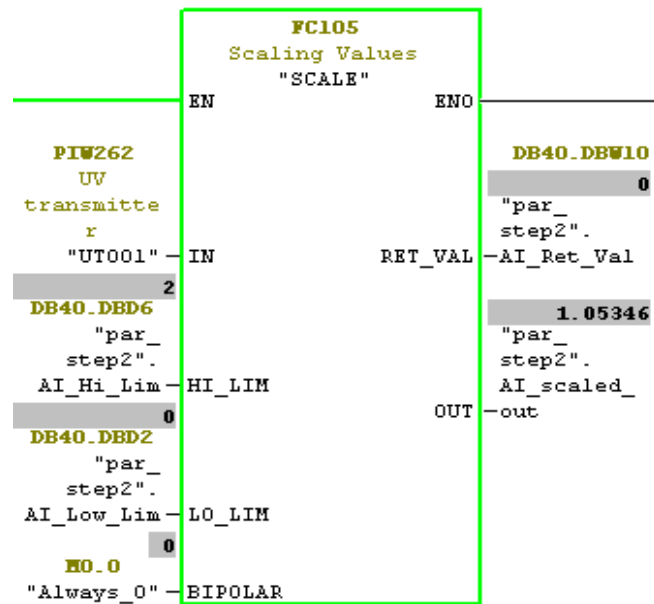 FC105
Scaling Values
"SCALE"
EN
ENO
PIW262
UV
transmitte
r
"UT001"
IN
2
DB40.DBD6
"par_
step2".
AI_Hi_Lim
HI_LIM
0
DB40.DBD2
"par_
step2".
AI_Low_Lim
LO_LIM
0
M0.0
"Always_0"
BIPOLAR
DB40.DBW10
0
"par_
step2".
RET_VAL
AI_Ret_Val
1.05346
"par_
step2".
AI_scaled_
OUT
out